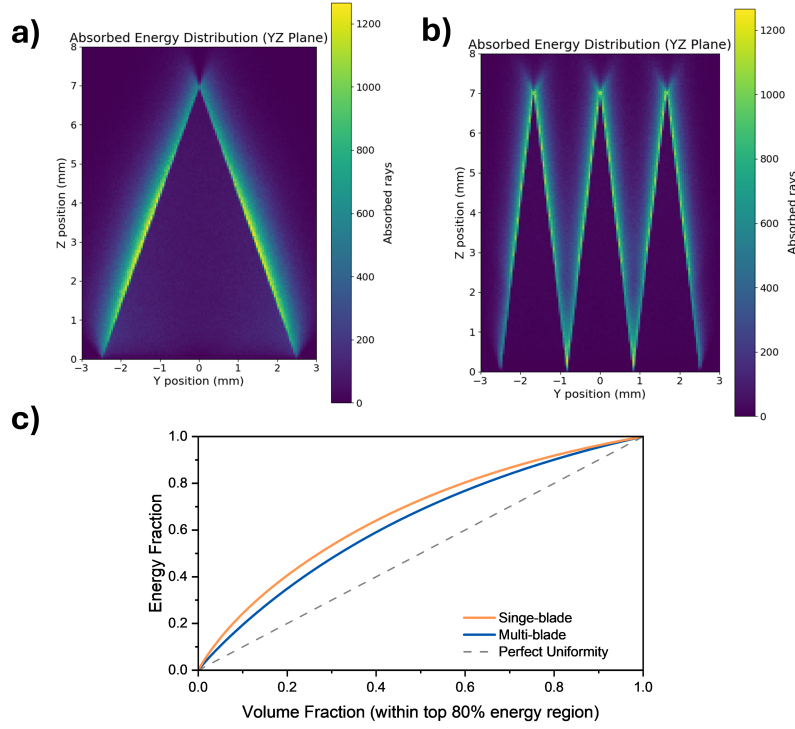 a)
Absorbed Energy Distribution (YZ Plane)
8
7
6
5
4
3
2
1
0
Z position (mm)
−3 −2 −1 0 1 2 3
Y position (mm)
1200
1000
800
600
400
200
0
Absorbed rays
b)
Absorbed Energy Distribution (YZ Plane)
8
7
6
5
4
3
2
1
0
Z position (mm)
−3 −2 −1 0 1 2 3
Y position (mm)
1200
1000
800
600
400
200
0
Absorbed rays
c)
1.0
0.8
0.6
0.4
0.2
0.0
Energy Fraction
Singe-blade
Multi-blade
Perfect Uniformity
0.0 0.2 0.4 0.6 0.8 1.0
Volume Fraction (within top 80% energy region)